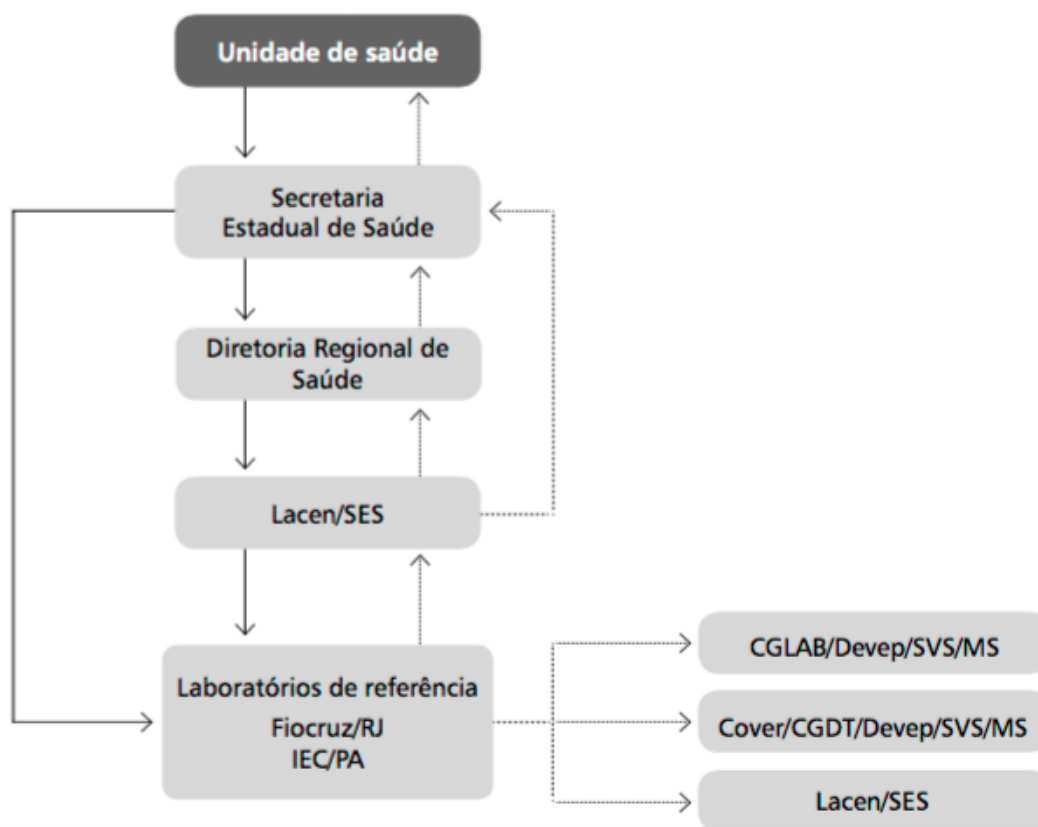 Unidade de saúde
Secretaria
Estadual de Saúde
Diretoria Regional de
Saúde
Lacen/SES
Laboratórios de referência
Fiocruz/RJ
IEC/PA
CGLAB/Devep/SVS/MS
Cover/CGDT/Devep/SVS/MS
Lacen/SES